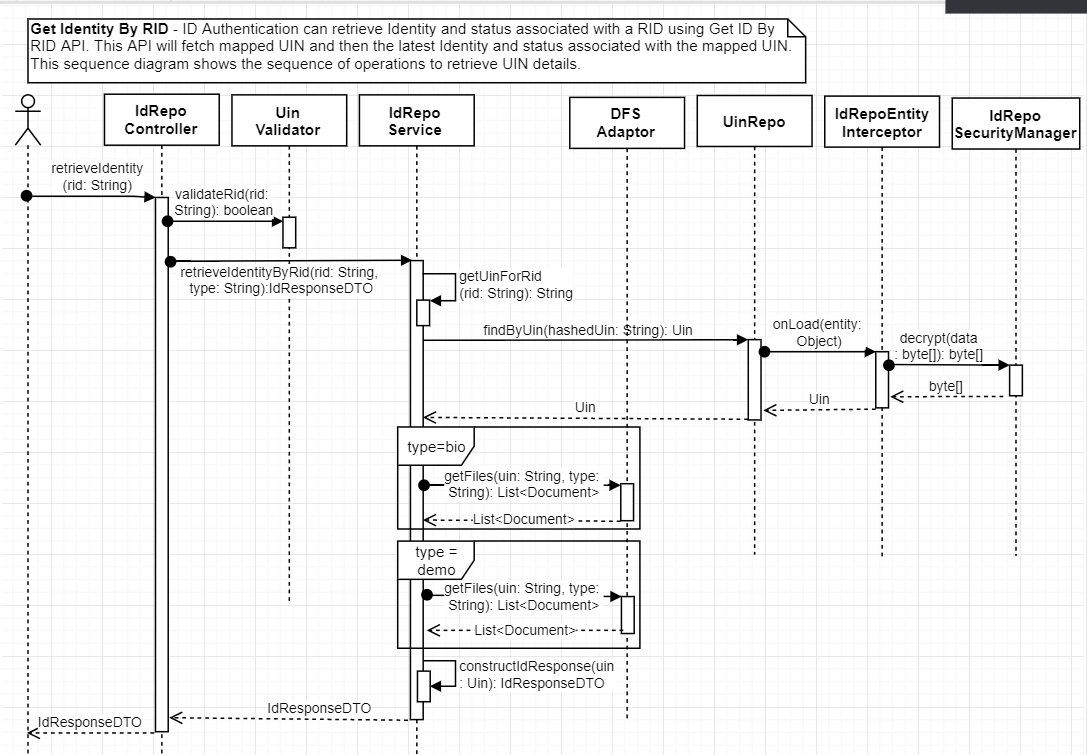 Get Identity By RID - ID Authentication can retrieve Identity and status associated with a RID using Get ID By
RID API. This API will fetch mapped UIN and then the latest Identity and status associated with the mapped UIN.
This sequence diagram shows the sequence of operations to retrieve UIN details.
IdRepo
Controller
Uin
Validator
IdRepo
Service
DFS
Adaptor
UinRepo
IdRepoEntity
Interceptor
IdRepo
SecurityManager
retrieveIdentity
(rid: String)
validateRid(rid:
String): boolean
retrieveIdentityByRid(rid: String,
type: String):IdResponseDTO
getUinForRid
(rid: String): String
findByUin(hashedUin: String): Uin
onLoad(entity:
Object)
decrypt(data
: byte[]): byte[]
byte[]
Uin
Uin
type=bio
getFiles(uin: String, type:
String): List<Document>
List<Document>
type =
demo
getFiles(uin: String, type:
String): List<Document>
List<Document>
constructIdResponse(uin
: Uin): IdResponseDTO
IdResponseDTO
IdResponseDTO